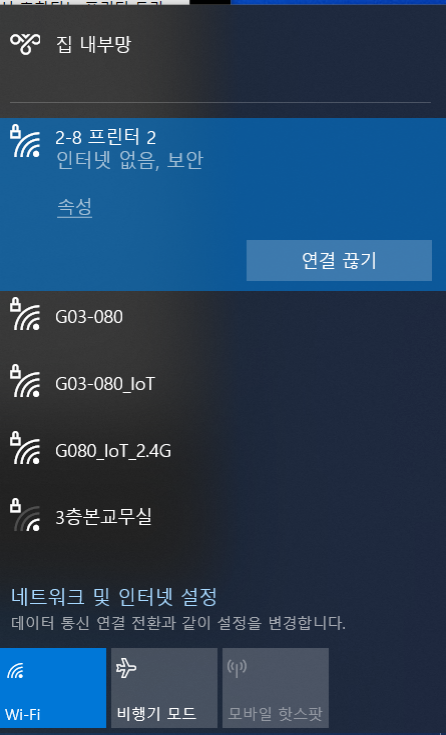 집 내부망
2-8 프린터 2
인터넷 없음, 보안
속성
연결 끊기
G03-080
G03-080_IoT
G080_IoT_2.4G
3층본교무실
네트워크 및 인터넷 설정
데이터 통신 연결 전환과 같이 설정을 변경합니다.
Wi-Fi
비행기 모드
모바일 핫스팟